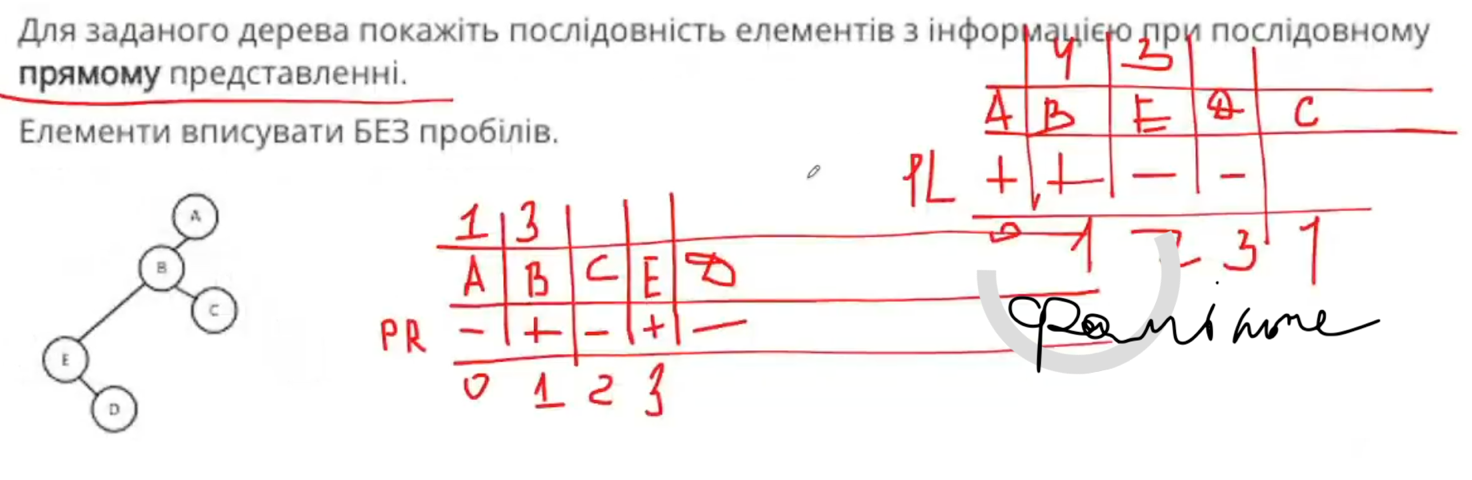 Для заданого дерева покажіть послідовність елементів з інформацією при послідовному
прямому представленні.
Елементи вписувати БЕЗ пробілів.
4 3
A B E D C
PL + + − −
0 1 2 3 1
A
B
C
E
D
1 3
A B C E D
PR − + − + −
0 1 2 3